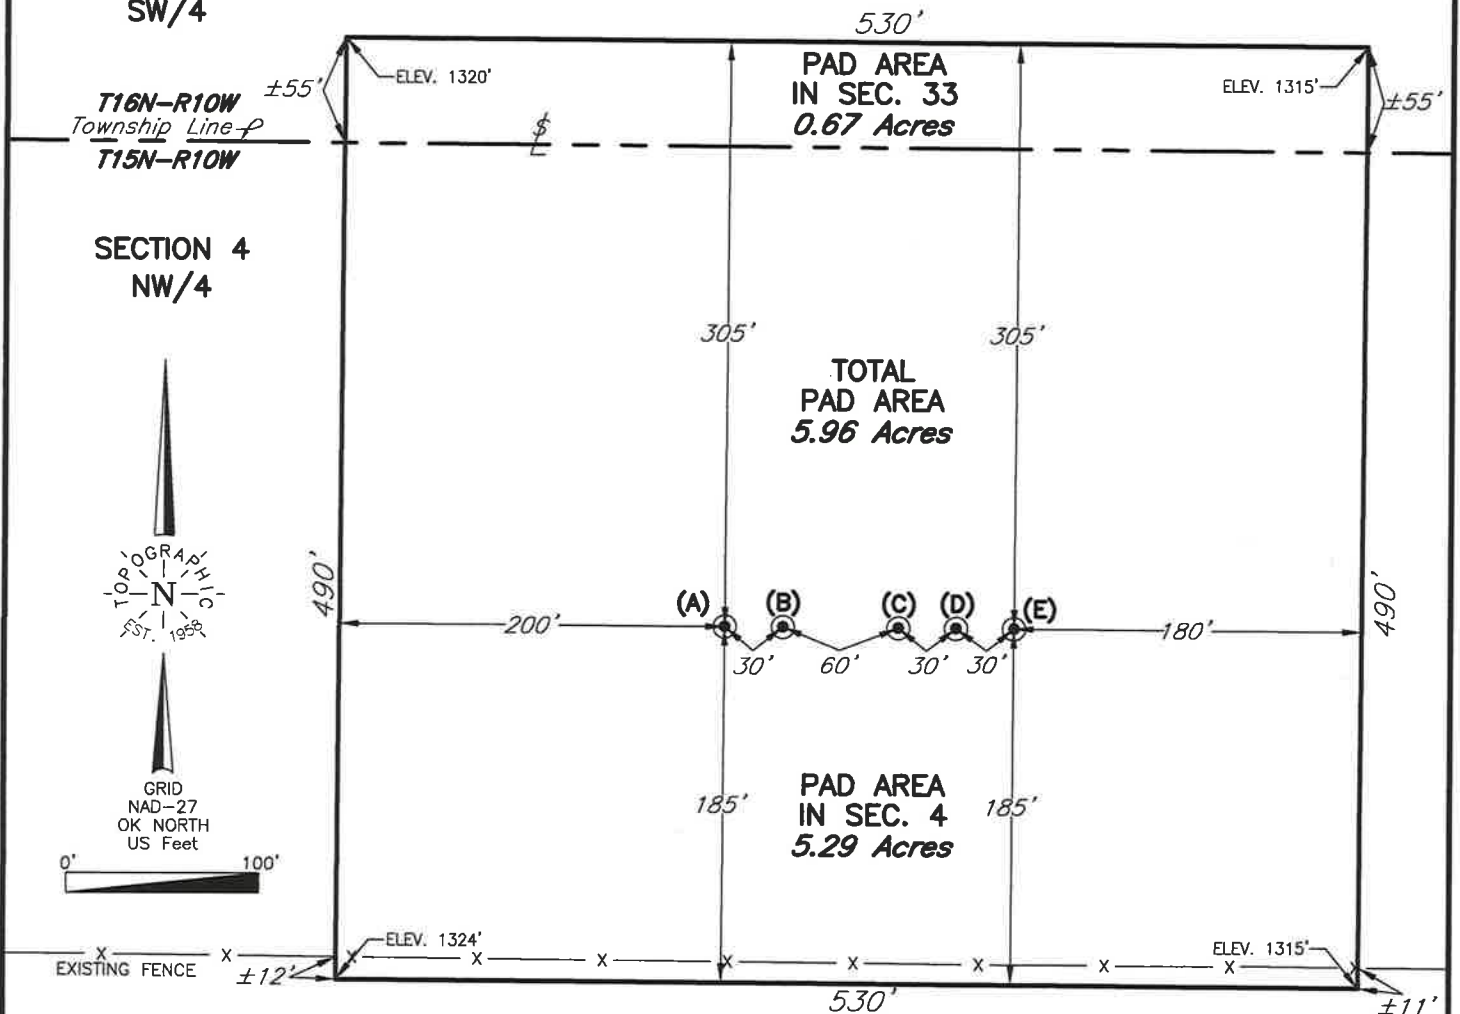 SW/4
530'
ELEV. 1320'
±55'
PAD AREA
IN SEC. 33
0.67 Acres
ELEV. 1315'
±55'
T16N-R10W
Township Line
T15N-R10W
SECTION 4
NW/4
305'
305'
TOTAL
PAD AREA
5.96 Acres
TOPOGRAPHIC
N
EST. 1958
490'
490'
(A)
(B)
(C)
(D)
(E)
200'
180'
30'
60'
30'
30'
GRID
NAD-27
OK NORTH
US Feet
0'
100'
185'
185'
PAD AREA
IN SEC. 4
5.29 Acres
ELEV. 1324'
ELEV. 1315'
X X X X X X X X X X X
EXISTING FENCE
±12'
530'
±11'